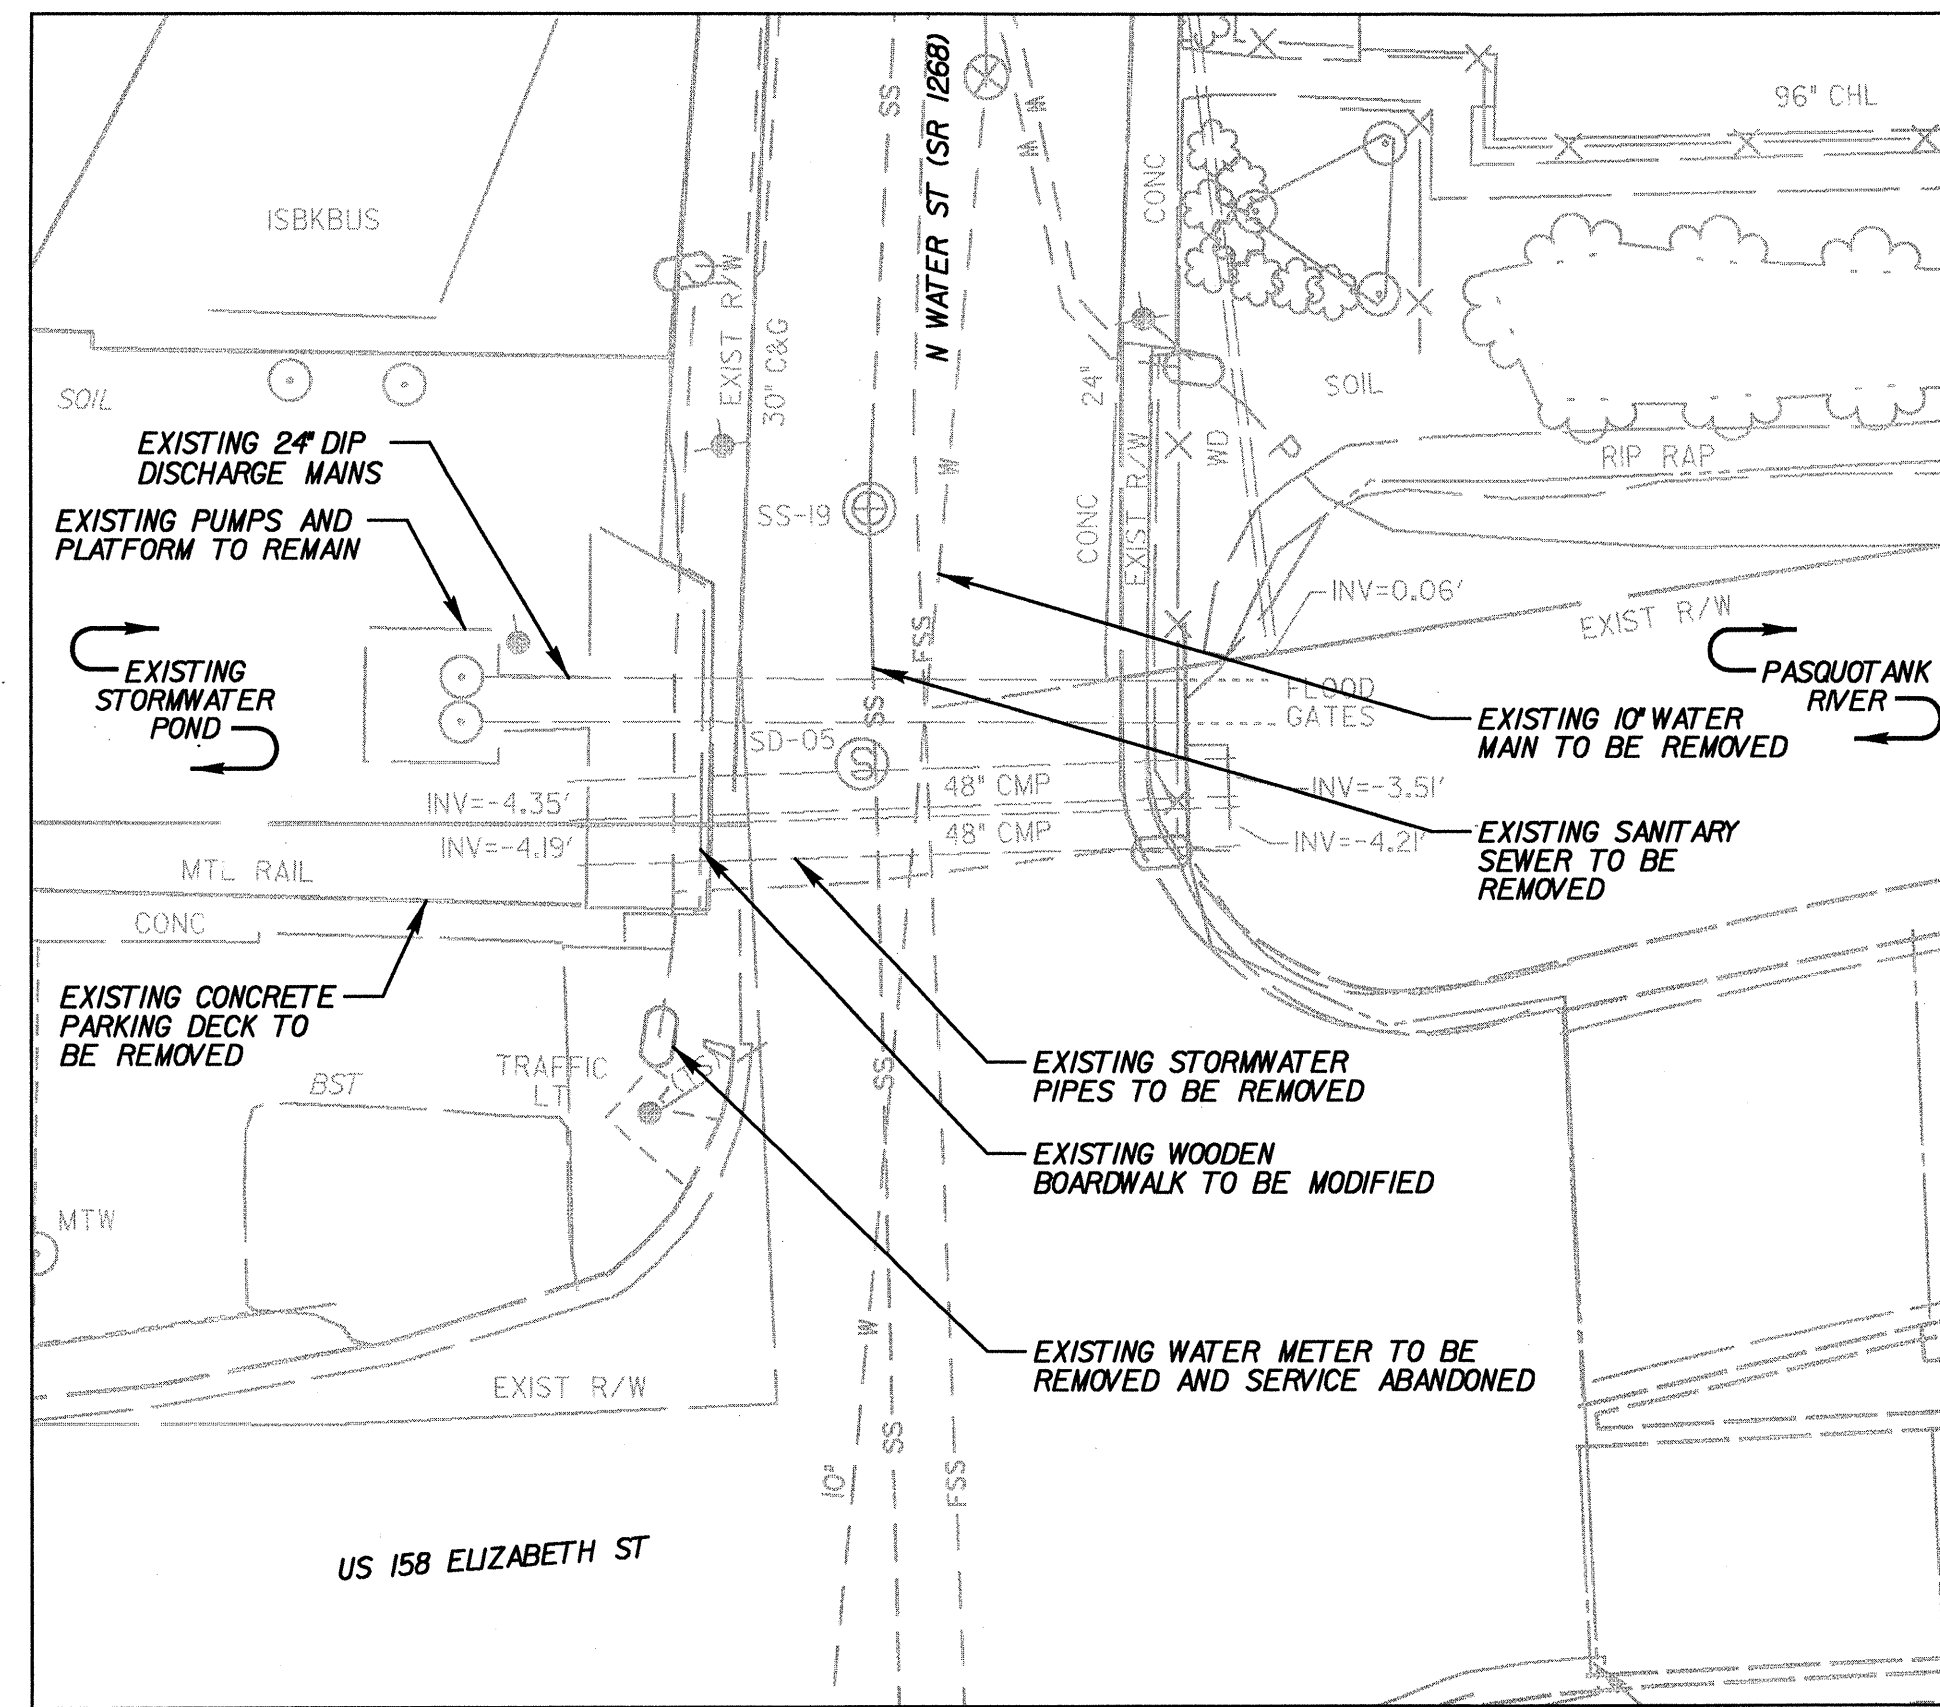 96" CHL
N WATER ST (SR 1268)
SS
W
W
CONC
ISBKBUS
EXIST R/W
30" C&G
24"
SOIL
SOIL
EXISTING 24" DIP
DISCHARGE MAINS
EXISTING PUMPS AND
PLATFORM TO REMAIN
SS-19
W
CONC
EXIST R/W
WD
P
RIP RAP
INV=0.06'
EXIST R/W
FSS
EXISTING
STORMWATER
POND
PASQUOTANK
RIVER
FLOOD
GATES
SS
SD-05
EXISTING 10" WATER
MAIN TO BE REMOVED
48" CMP
48" CMP
INV=-4.35'
INV=-4.19'
INV=-3.51'
INV=-4.21'
EXISTING SANITARY
SEWER TO BE
REMOVED
MTL RAIL
CONC
EXISTING CONCRETE
PARKING DECK TO
BE REMOVED
TRAFFIC
LT
BST
SS
EXISTING STORMWATER
PIPES TO BE REMOVED
EXISTING WOODEN
BOARDWALK TO BE MODIFIED
MTW
W
EXISTING WATER METER TO BE
REMOVED AND SERVICE ABANDONED
EXIST R/W
SS
10"
FSS
US 158 ELIZABETH ST